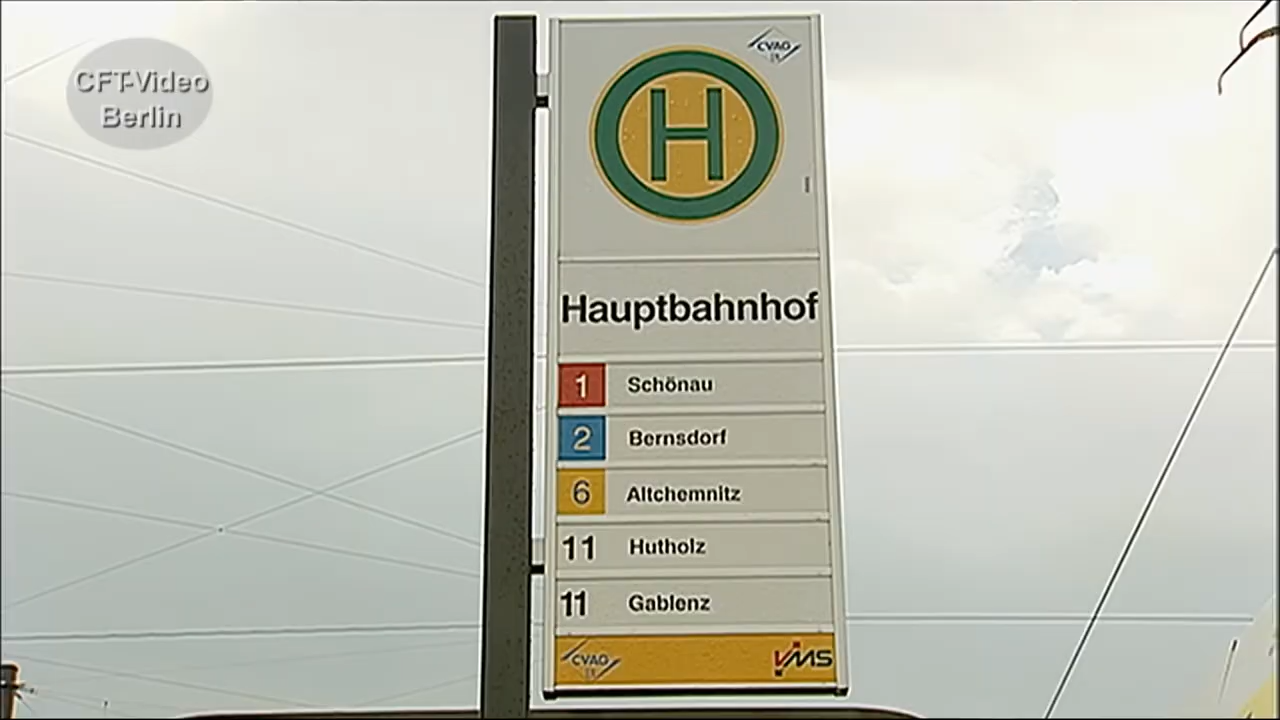 CFT-Video
Berlin
CVAG
H
Hauptbahnhof
1 Schönau
2 Bernsdorf
6 Altchemnitz
11 Hutholz
11 Gablenz
CVAG
VMS